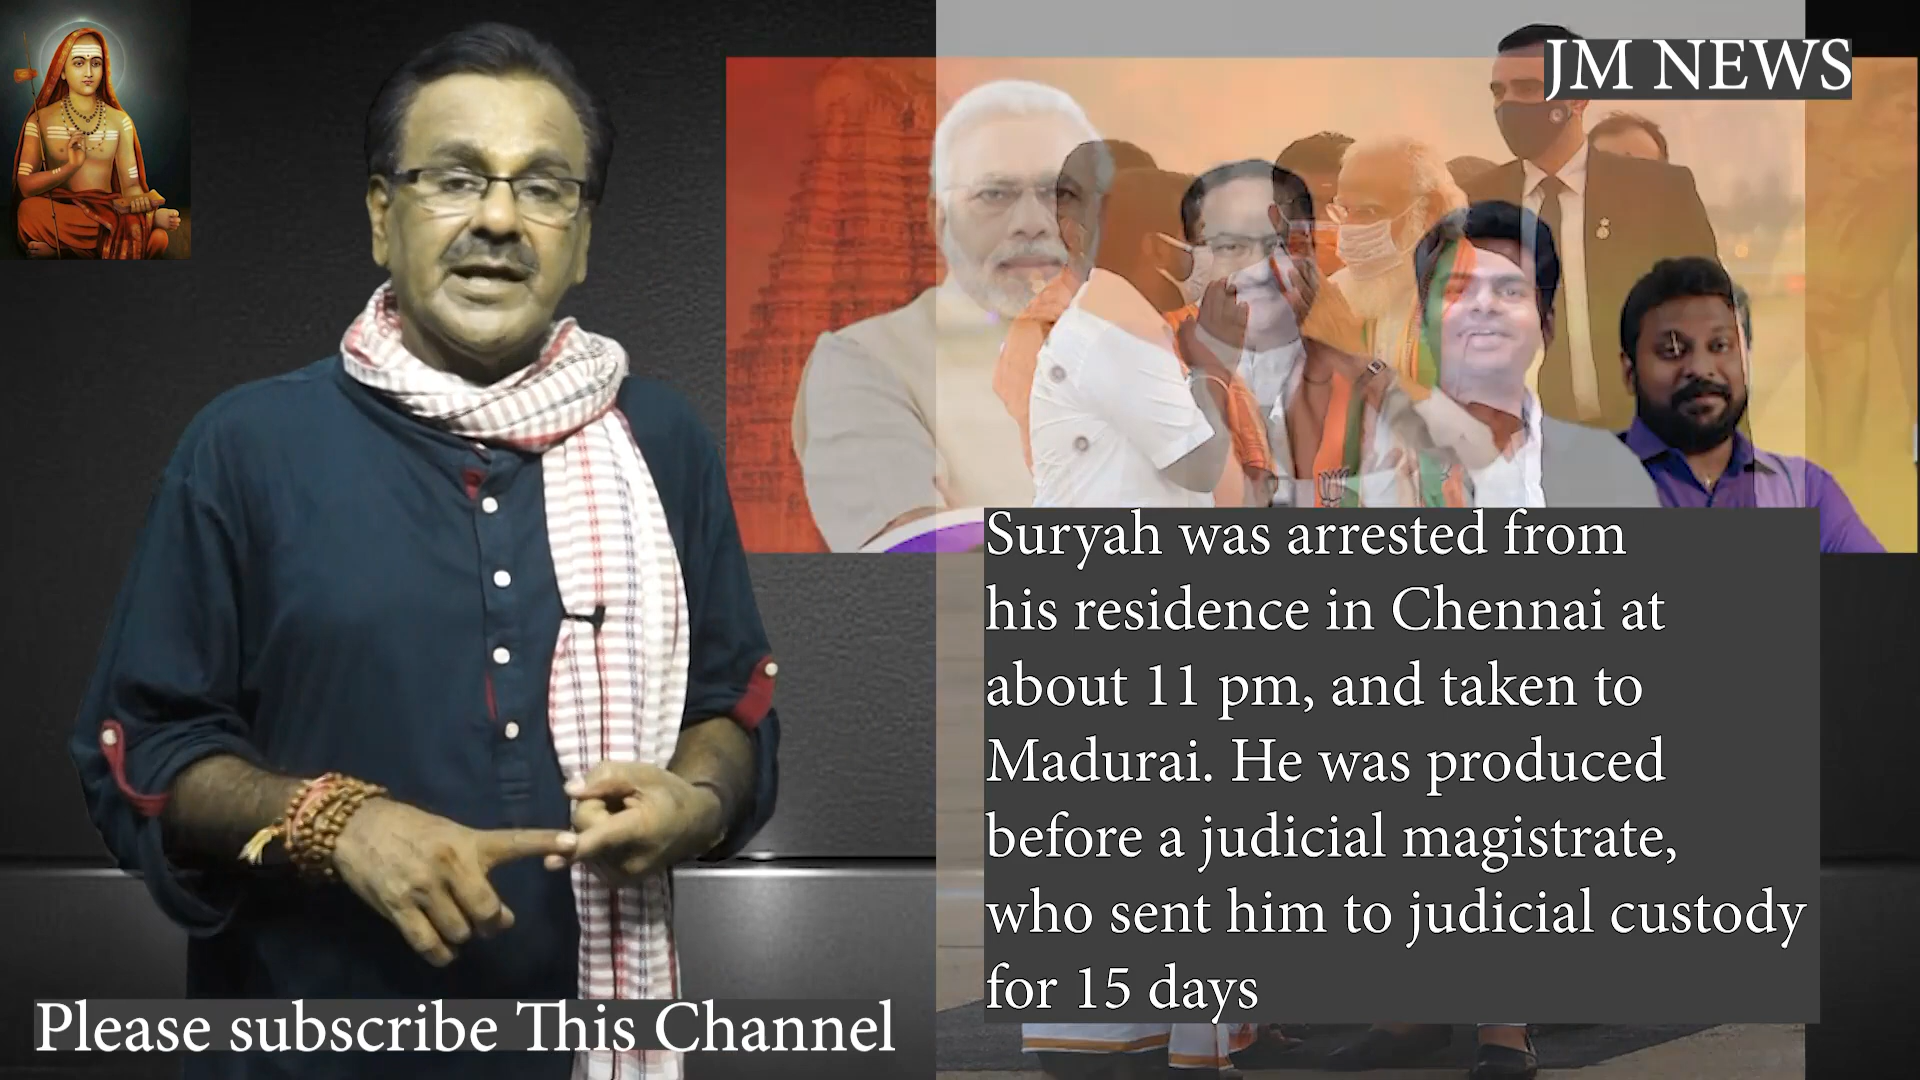 JM NEWS
Suryah was arrested from
his residence in Chennai at
about 11 pm, and taken to
Madurai. He was produced
before a judicial magistrate,
who sent him to judicial custody
for 15 days
Please subscribe This Channel